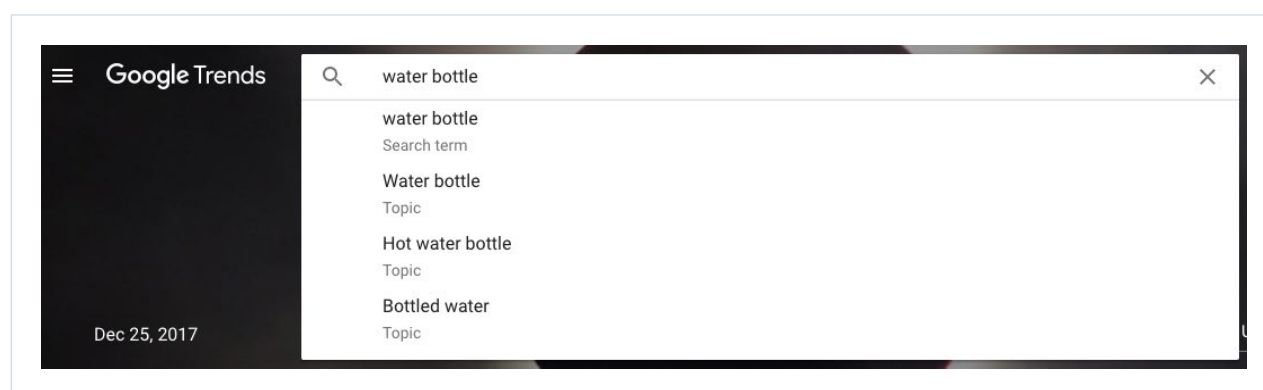 Google Trends
water bottle
water bottle
Search term
Water bottle
Topic
Hot water bottle
Topic
Bottled water
Topic
Dec 25, 2017